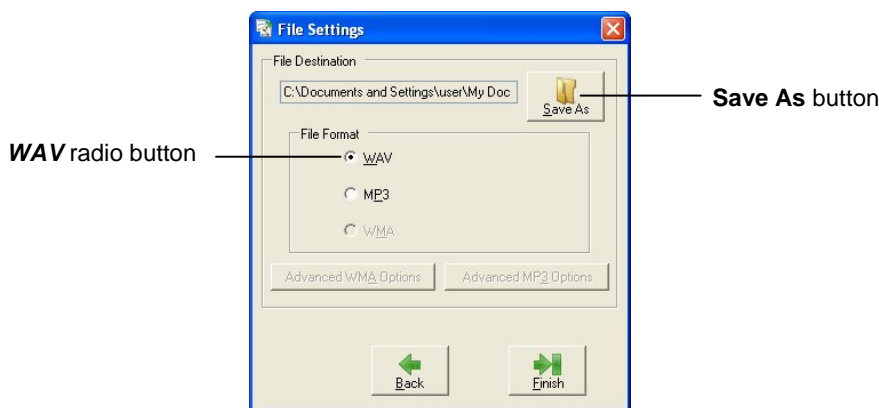 File Settings
File Destination
C:\Documents and Settings\user\My Doc
Save As
Save As button
File Format
WAV radio button
WAV
MP3
WMA
Advanced WMA Options
Advanced MP3 Options
Back
Finish